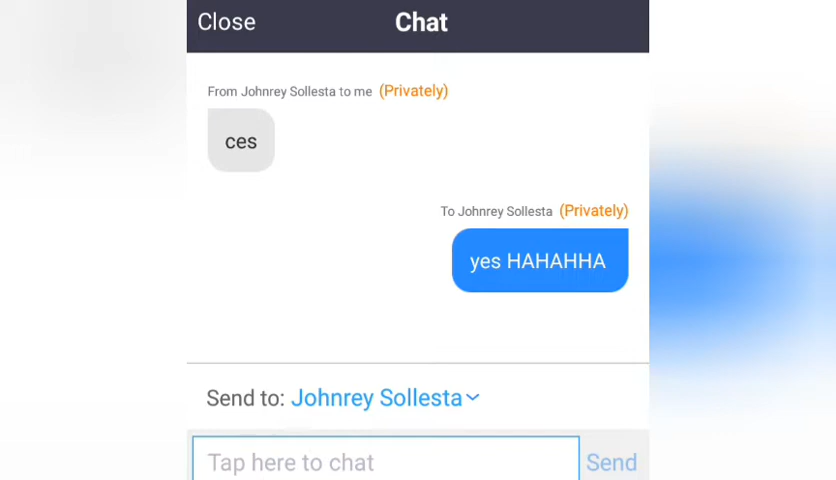 Close
Chat
From Johnrey Sollesta to me (Privately)
ces
To Johnrey Sollesta (Privately)
yes HAHAHHA
Send to: Johnrey Sollesta
Tap here to chat
Send